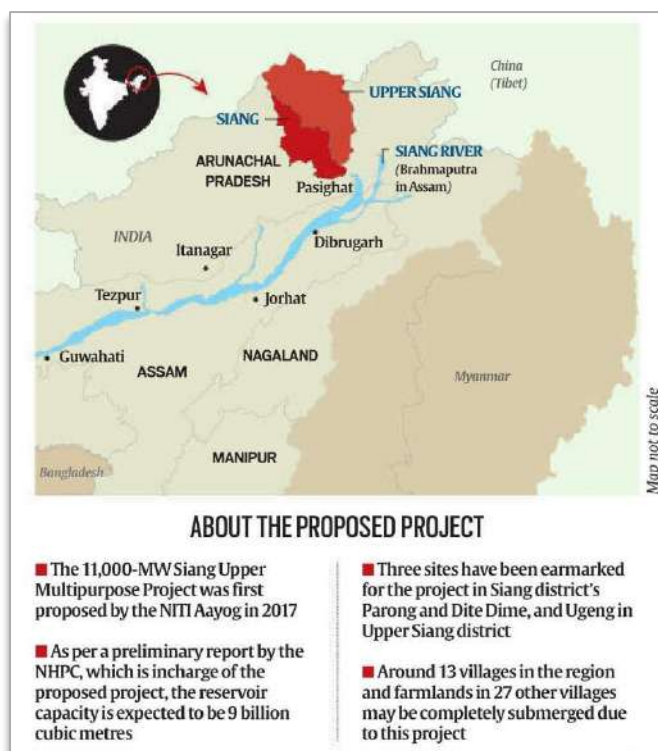 China
(Tibet)
UPPER SIANG
SIANG
ARUNACHAL
PRADESH
SIANG RIVER
(Brahmaputra
in Assam)
Pasighat
INDIA
Itanagar
Dibrugarh
Tezpur
Jorhat
Guwahati
ASSAM
NAGALAND
Myanmar
MANIPUR
Bangladesh
Map not to scale
ABOUT THE PROPOSED PROJECT
■ The 11,000-MW Siang Upper
Multipurpose Project was first
proposed by the NITI Aayog in 2017
■ As per a preliminary report by the
NHPC, which is incharge of the
proposed project, the reservoir
capacity is expected to be 9 billion
cubic metres
■ Three sites have been earmarked
for the project in Siang district's
Parong and Dite Dime, and Ugeng in
Upper Siang district
■ Around 13 villages in the region
and farmlands in 27 other villages
may be completely submerged due
to this project